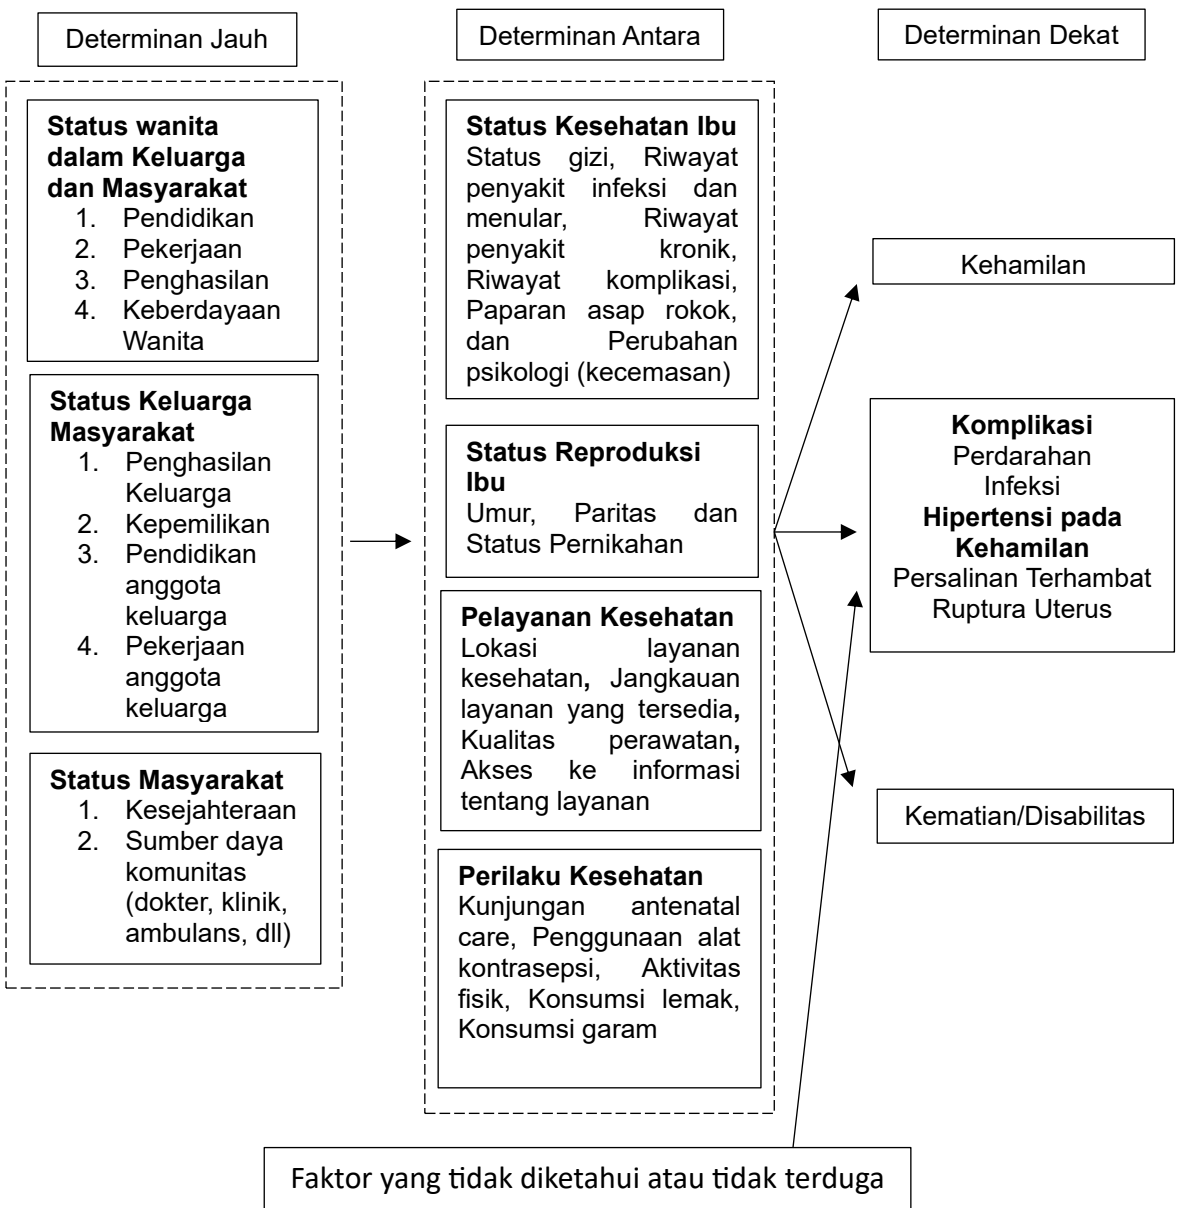 Determinan Jauh
Determinan Antara
Determinan Dekat
Status wanita
dalam Keluarga
dan Masyarakat
1. Pendidikan
2. Pekerjaan
3. Penghasilan
4. Keberdayaan
Wanita
Status Keluarga
Masyarakat
1. Penghasilan
Keluarga
2. Kepemilikan
3. Pendidikan
anggota
keluarga
4. Pekerjaan
anggota
keluarga
Status Masyarakat
1. Kesejahteraan
2. Sumber daya
komunitas
(dokter, klinik,
ambulans, dll)
Status Kesehatan Ibu
Status gizi, Riwayat
penyakit infeksi dan
menular, Riwayat
penyakit kronik,
Riwayat komplikasi,
Paparan asap rokok,
dan Perubahan
psikologi (kecemasan)
Status Reproduksi
Ibu
Umur, Paritas dan
Status Pernikahan
Pelayanan Kesehatan
Lokasi layanan
kesehatan, Jangkauan
layanan yang tersedia,
Kualitas perawatan,
Akses ke informasi
tentang layanan
Perilaku Kesehatan
Kunjungan antenatal
care, Penggunaan alat
kontrasepsi, Aktivitas
fisik, Konsumsi lemak,
Konsumsi garam
Kehamilan
Komplikasi
Perdarahan
Infeksi
Hipertensi pada
Kehamilan
Persalinan Terhambat
Ruptura Uterus
Kematian/Disabilitas
Faktor yang tidak diketahui atau tidak terduga